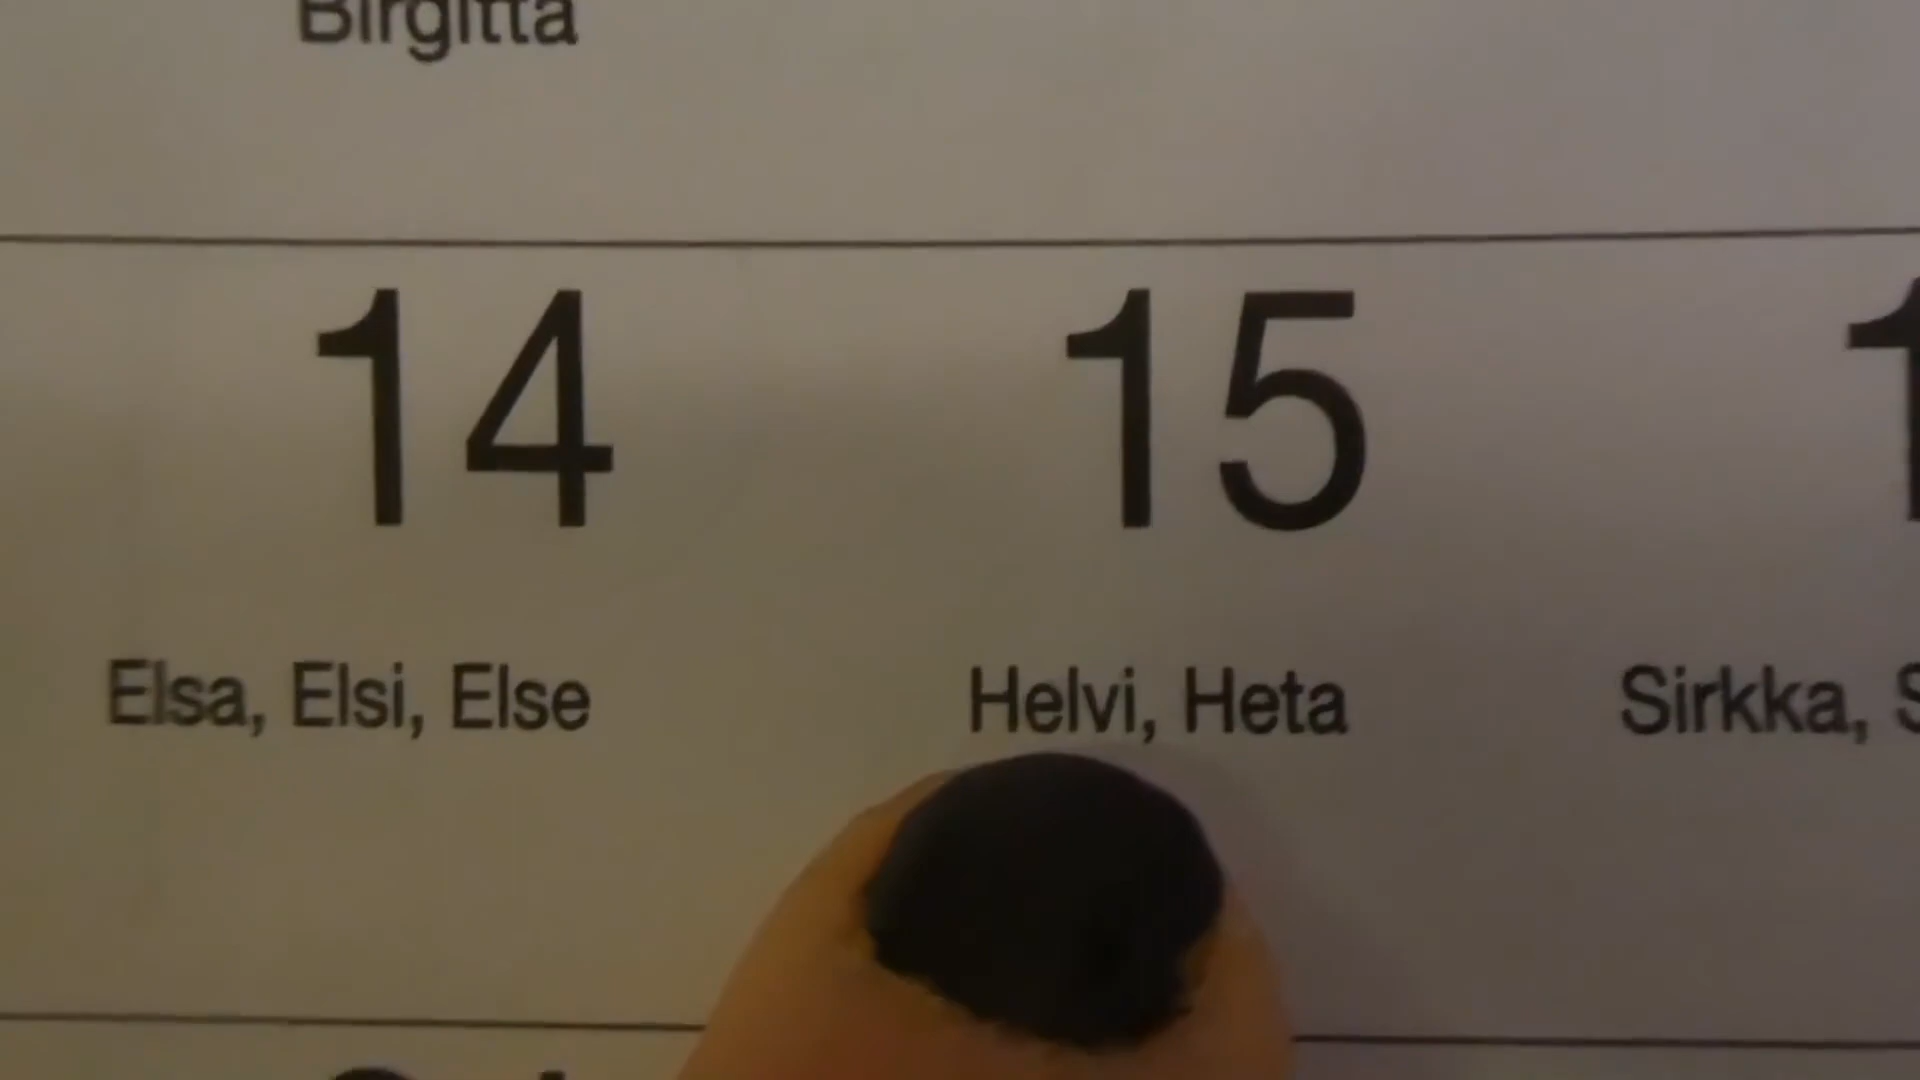 Birgitta
14 15
Elsa, Elsi, Else Helvi, Heta Sirkka,